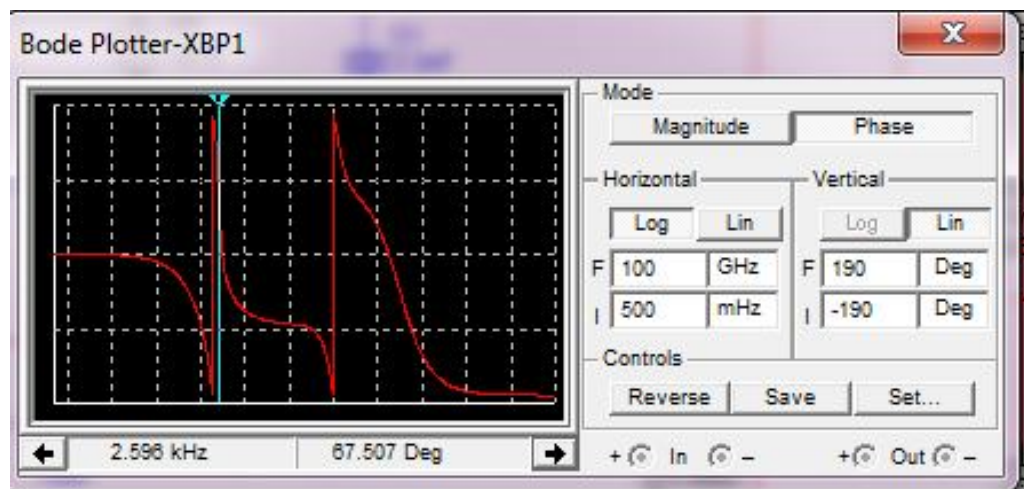 Bode Plotter-XBP1
x
Mode
Magnitude Phase
Horizontal Vertical
Log Lin Log Lin
F 100 GHz F 190 Deg
I 500 mHz I -190 Deg
Controls
Reverse Save Set...
2.596 kHz 67.507 Deg
+ In - + Out -